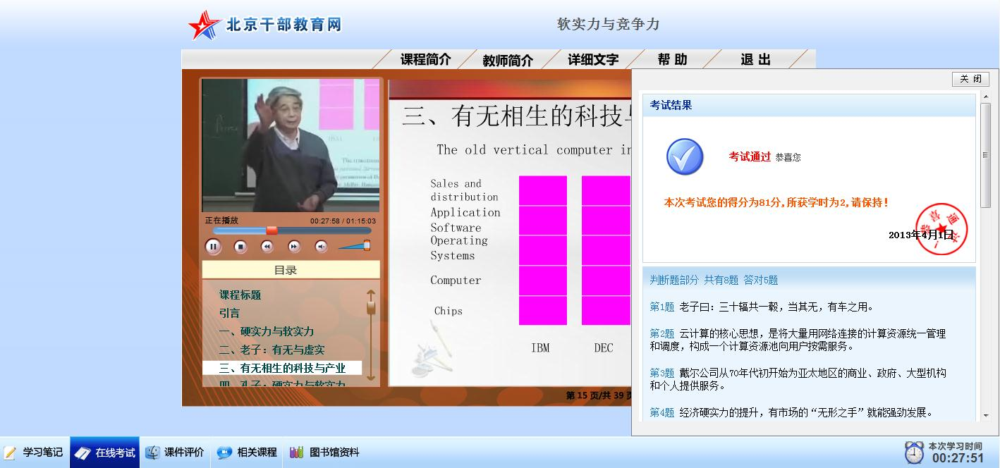 北京干部教育网
软实力与竞争力
课程简介
教师简介
详细文字
帮 助
退 出
关 闭
正在播放
00:27:58 / 01:15:03
目录
课程标题
引言
一、硬实力与软实力
二、老子：有无与虚实
三、有无相生的科技与产业
四、孔子：硬实力与软实力
三、有无相生的科技
The old vertical computer in
Sales and
distribution
Application
Software
Operating
Systems
Computer
Chips
IBM
DEC
第 15 页/共 39 页
考试结果
考试通过 恭喜您
本次考试您的得分为81分,所获学时为2,请保持!
2013年4月1日
判断题部分 共有8题 答对5题
第1题 老子曰：三十辐共一毂，当其无，有车之用。
第2题 云计算的核心思想，是将大量用网络连接的计算资源统一管理
和调度，构成一个计算资源池向用户按需服务。
第3题 戴尔公司从70年代初开始为亚太地区的商业、政府、大型机构
和个人提供服务。
第4题 经济硬实力的提升，有市场的“无形之手”就能强劲发展。
学习笔记
在线考试
课件评价
相关课程
图书馆资料
本次学习时间
00:27:51